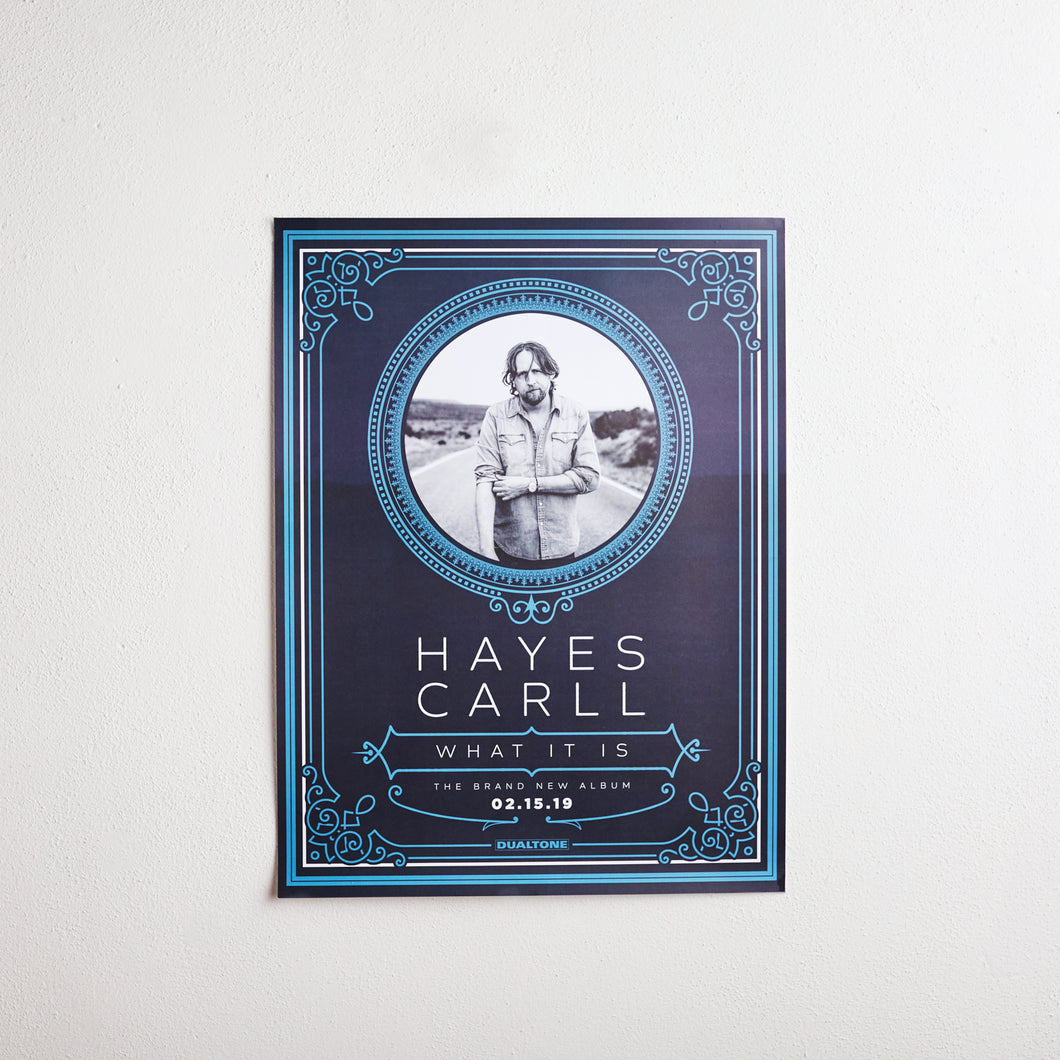 HAYES
CARLL
WHAT IT IS
THE BRAND NEW ALBUM
02.15.19
DUALTONE